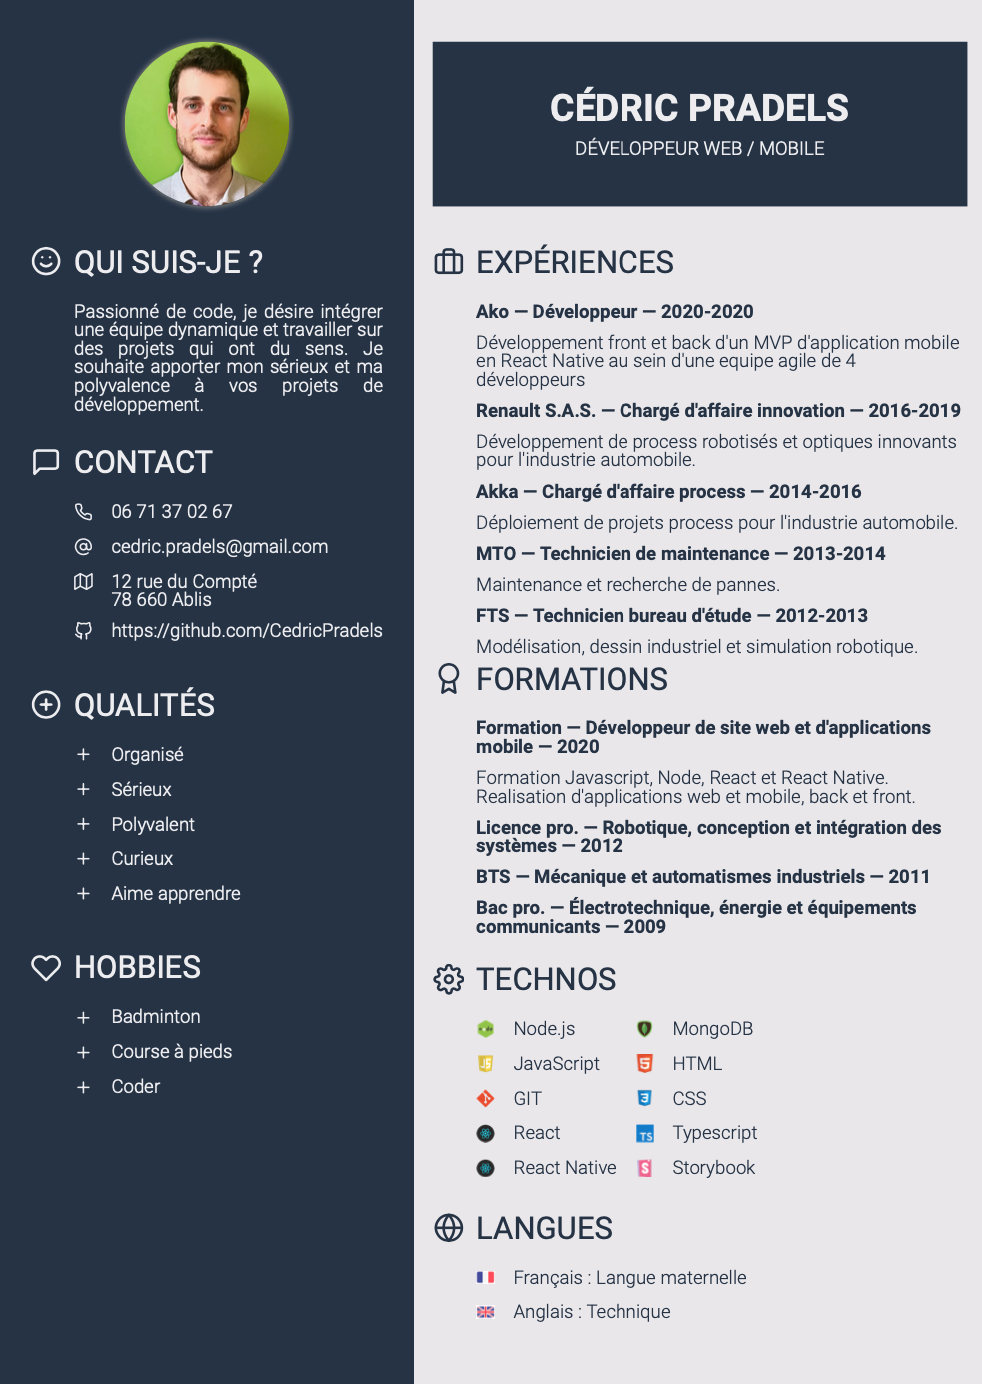 CÉDRIC PRADELS
DÉVELOPPEUR WEB / MOBILE
QUI SUIS-JE ?
Passionné de code, je désire intégrer
une équipe dynamique et travailler sur
des projets qui ont du sens. Je
souhaite apporter mon sérieux et ma
polyvalence à vos projets de
développement.
CONTACT
06 71 37 02 67
cedric.pradels@gmail.com
12 rue du Compté
78 660 Ablis
https://github.com/CedricPradels
QUALITÉS
Organisé
Sérieux
Polyvalent
Curieux
Aime apprendre
HOBBIES
Badminton
Course à pieds
Coder
EXPÉRIENCES
Ako — Développeur — 2020-2020
Développement front et back d'un MVP d'application mobile
en React Native au sein d'une equipe agile de 4
développeurs
Renault S.A.S. — Chargé d'affaire innovation — 2016-2019
Développement de process robotisés et optiques innovants
pour l'industrie automobile.
Akka — Chargé d'affaire process — 2014-2016
Déploiement de projets process pour l'industrie automobile.
MTO — Technicien de maintenance — 2013-2014
Maintenance et recherche de pannes.
FTS — Technicien bureau d'étude — 2012-2013
Modélisation, dessin industriel et simulation robotique.
FORMATIONS
Formation — Développeur de site web et d'applications
mobile — 2020
Formation Javascript, Node, React et React Native.
Realisation d'applications web et mobile, back et front.
Licence pro. — Robotique, conception et intégration des
systèmes — 2012
BTS — Mécanique et automatismes industriels — 2011
Bac pro. — Électrotechnique, énergie et équipements
communicants — 2009
TECHNOS
Node.js
MongoDB
JavaScript
HTML
GIT
CSS
React
TS
Typescript
React Native
Storybook
LANGUES
Français : Langue maternelle
Anglais : Technique